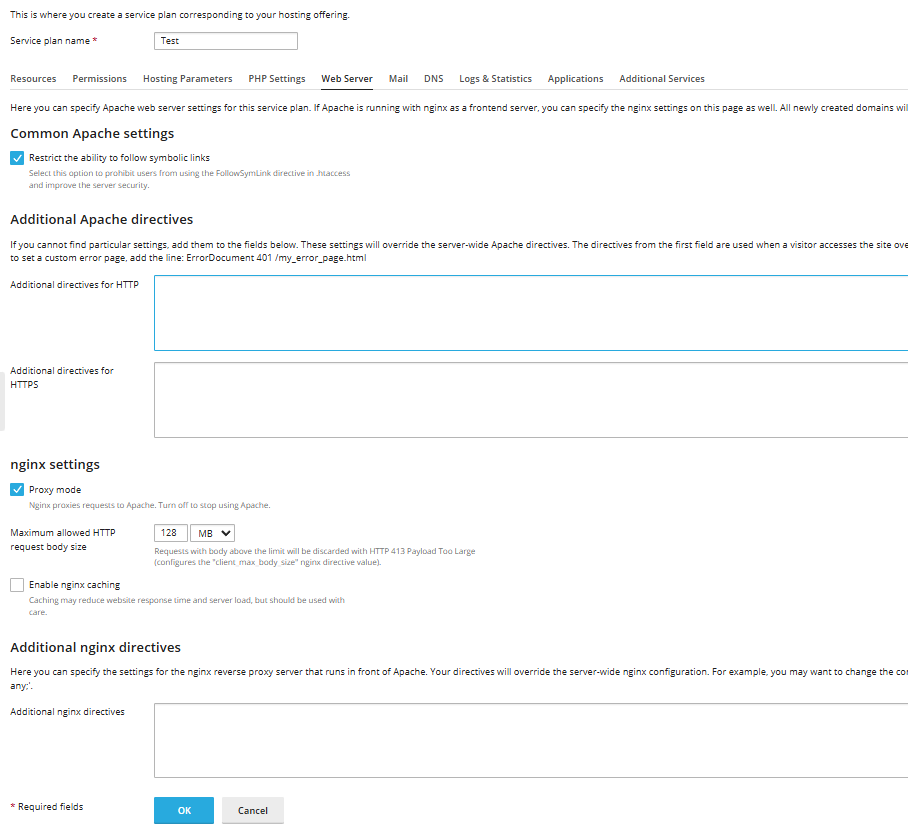 This is where you create a service plan corresponding to your hosting offering.
Service plan name * Test
Resources Permissions Hosting Parameters PHP Settings Web Server Mail DNS Logs & Statistics Applications Additional Services
Here you can specify Apache web server settings for this service plan. If Apache is running with nginx as a frontend server, you can specify the nginx settings on this page as well. All newly created domains wil
Common Apache settings
Restrict the ability to follow symbolic links
Select this option to prohibit users from using the FollowSymLink directive in .htaccess
and improve the server security.
Additional Apache directives
If you cannot find particular settings, add them to the fields below. These settings will override the server-wide Apache directives. The directives from the first field are used when a visitor accesses the site ove
to set a custom error page, add the line: ErrorDocument 401 /my_error_page.html
Additional directives for HTTP
Additional directives for
HTTPS
nginx settings
Proxy mode
Nginx proxies requests to Apache. Turn off to stop using Apache.
Maximum allowed HTTP 128 MB
request body size
Requests with body above the limit will be discarded with HTTP 413 Payload Too Large
(configures the "client_max_body_size" nginx directive value).
Enable nginx caching
Caching may reduce website response time and server load, but should be used with
care.
Additional nginx directives
Here you can specify the settings for the nginx reverse proxy server that runs in front of Apache. Your directives will override the server-wide nginx configuration. For example, you may want to change the cor
any;'.
Additional nginx directives
* Required fields OK Cancel